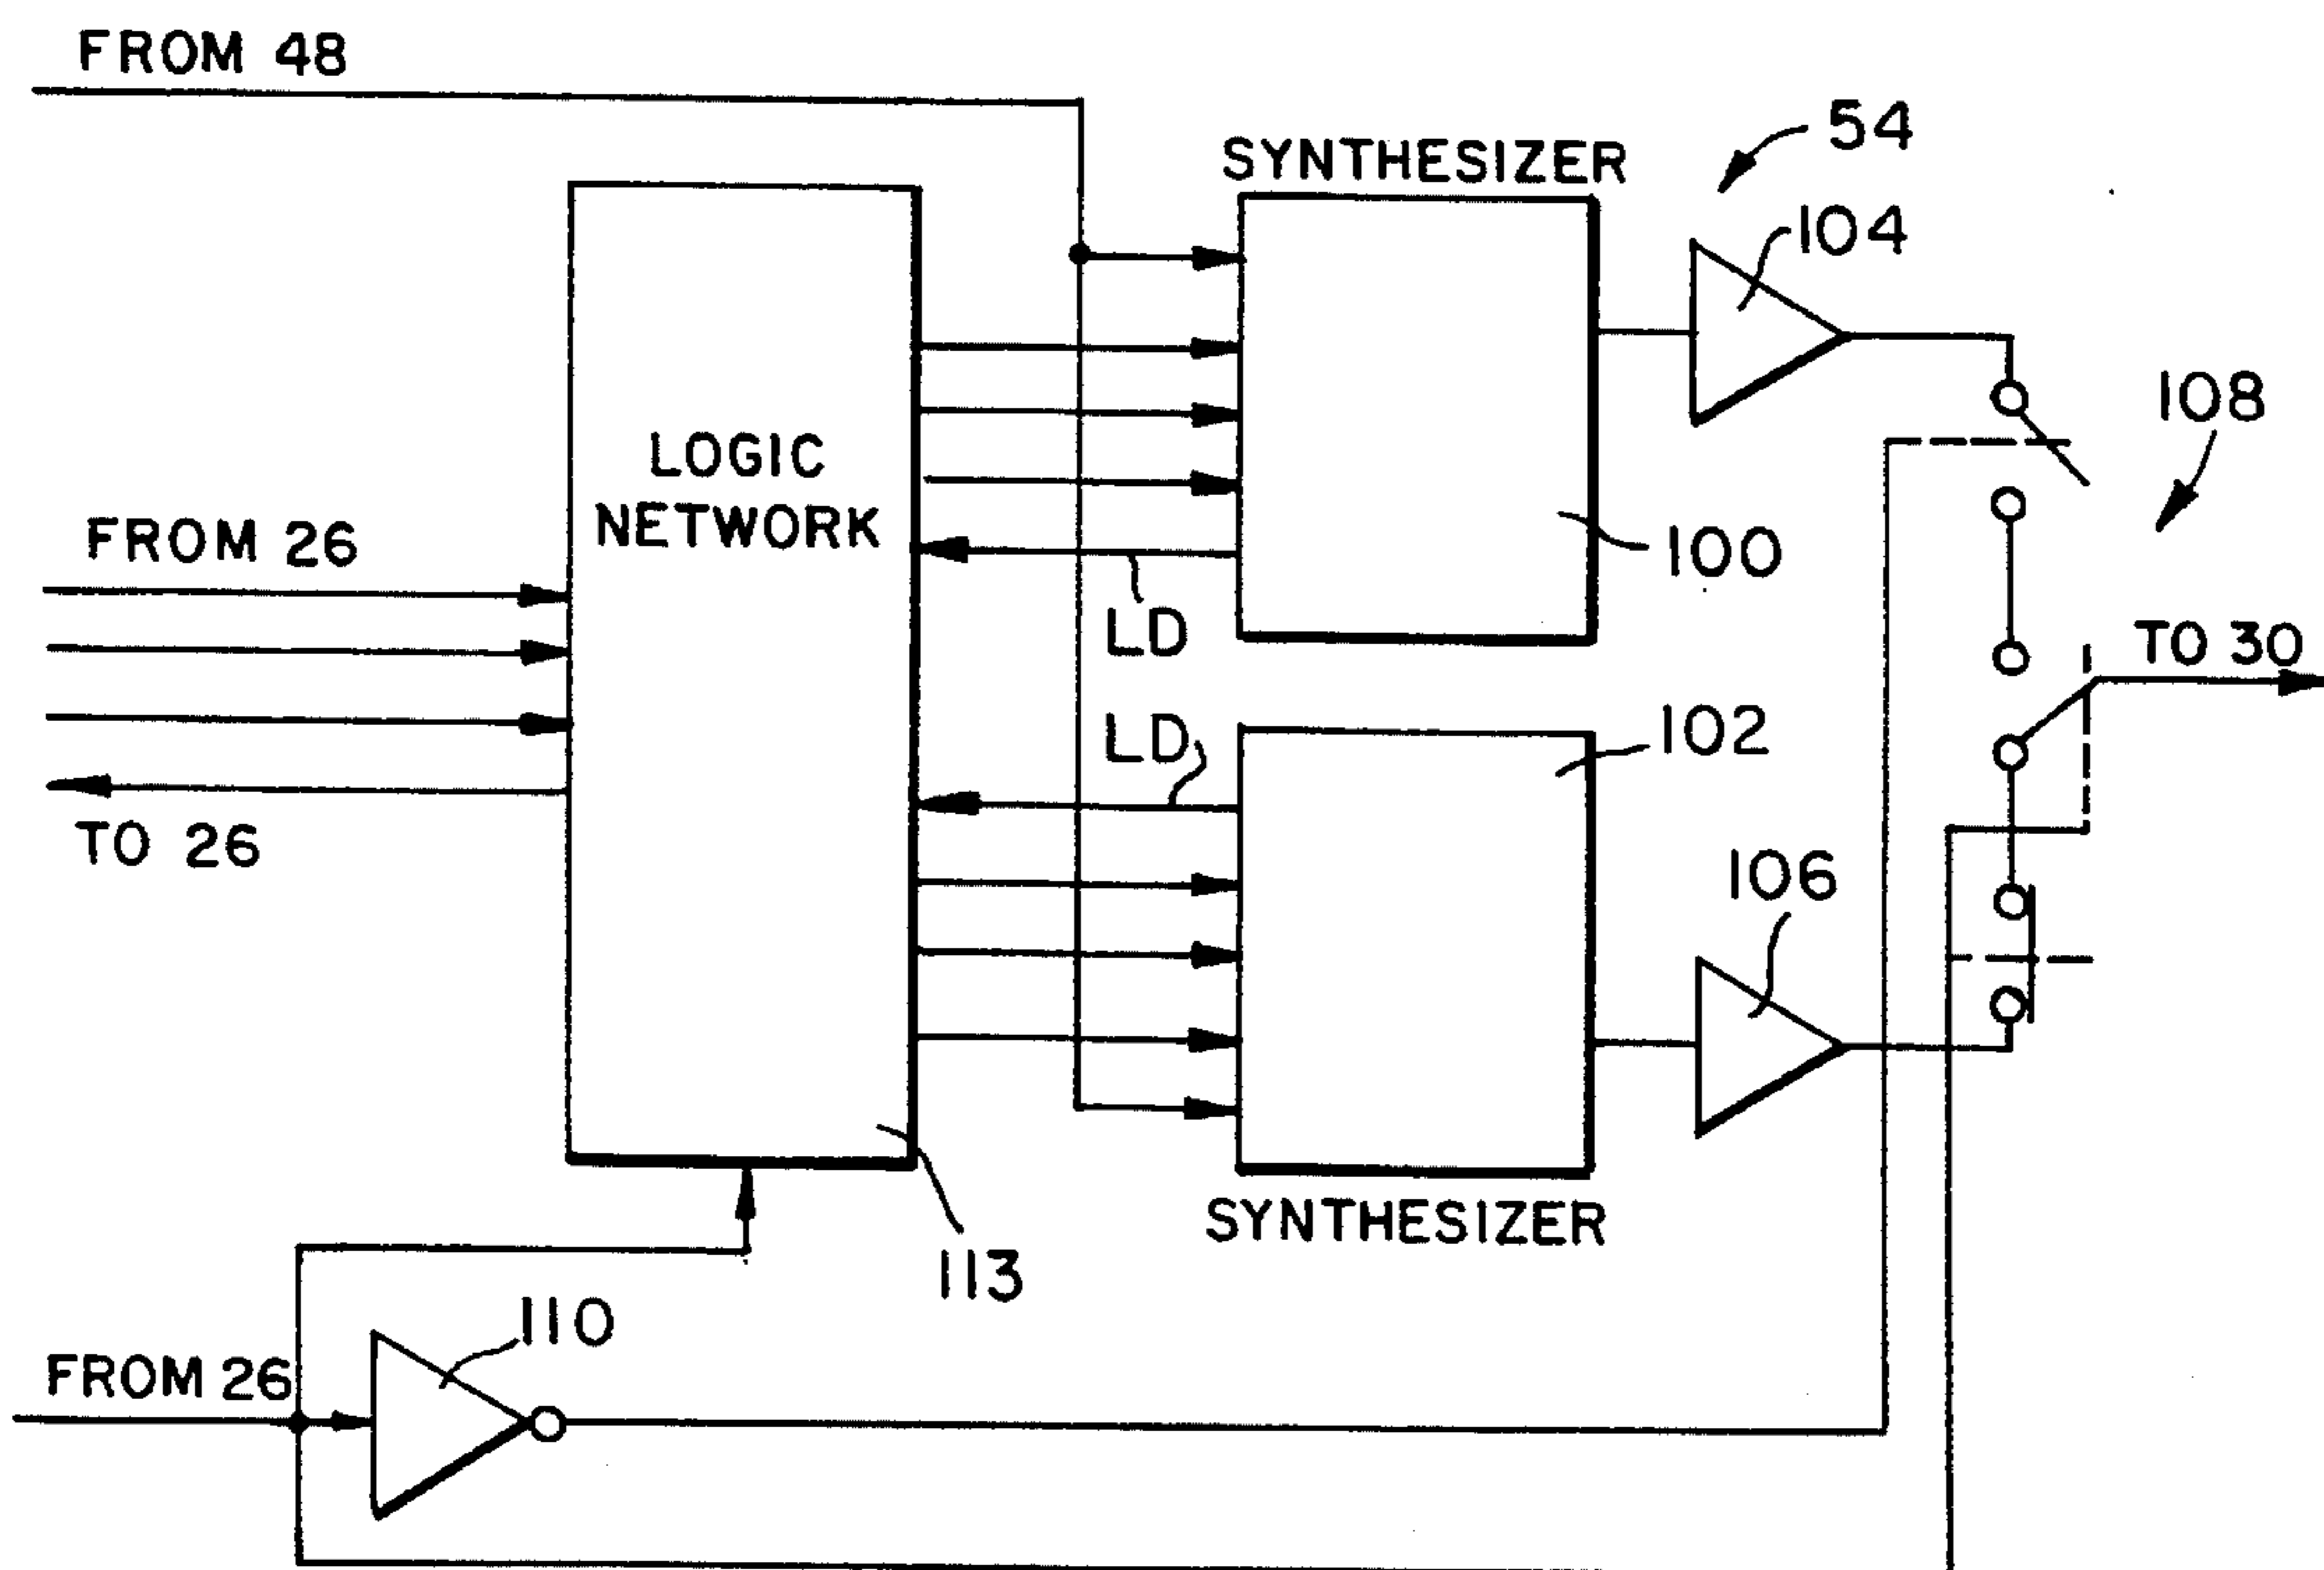 FROM 48
54
SYNTHESIZER
104
108
LOGIC
NETWORK
FROM 26
100
LD
TO 30
102
LD
TO 26
106
SYNTHESIZER
113
110
FROM 26